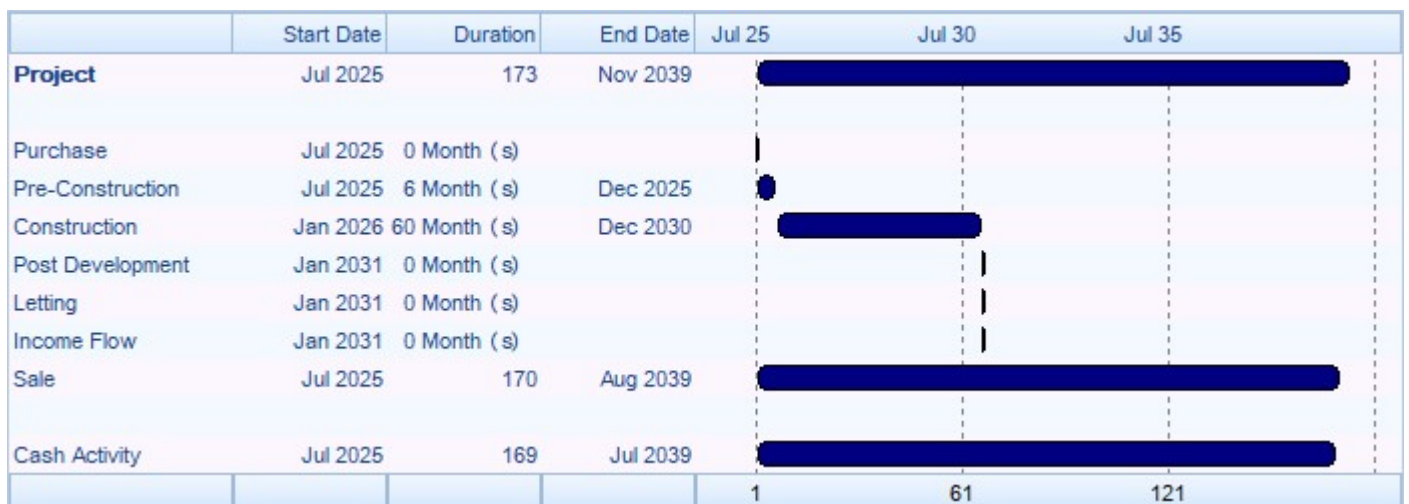 Start Date Duration End Date Jul 25 Jul 30 Jul 35
Project Jul 2025 173 Nov 2039
Purchase Jul 2025 0 Month (s)
Pre-Construction Jul 2025 6 Month (s) Dec 2025
Construction Jan 2026 60 Month (s) Dec 2030
Post Development Jan 2031 0 Month (s)
Letting Jan 2031 0 Month (s)
Income Flow Jan 2031 0 Month (s)
Sale Jul 2025 170 Aug 2039
Cash Activity Jul 2025 169 Jul 2039
1 61 121